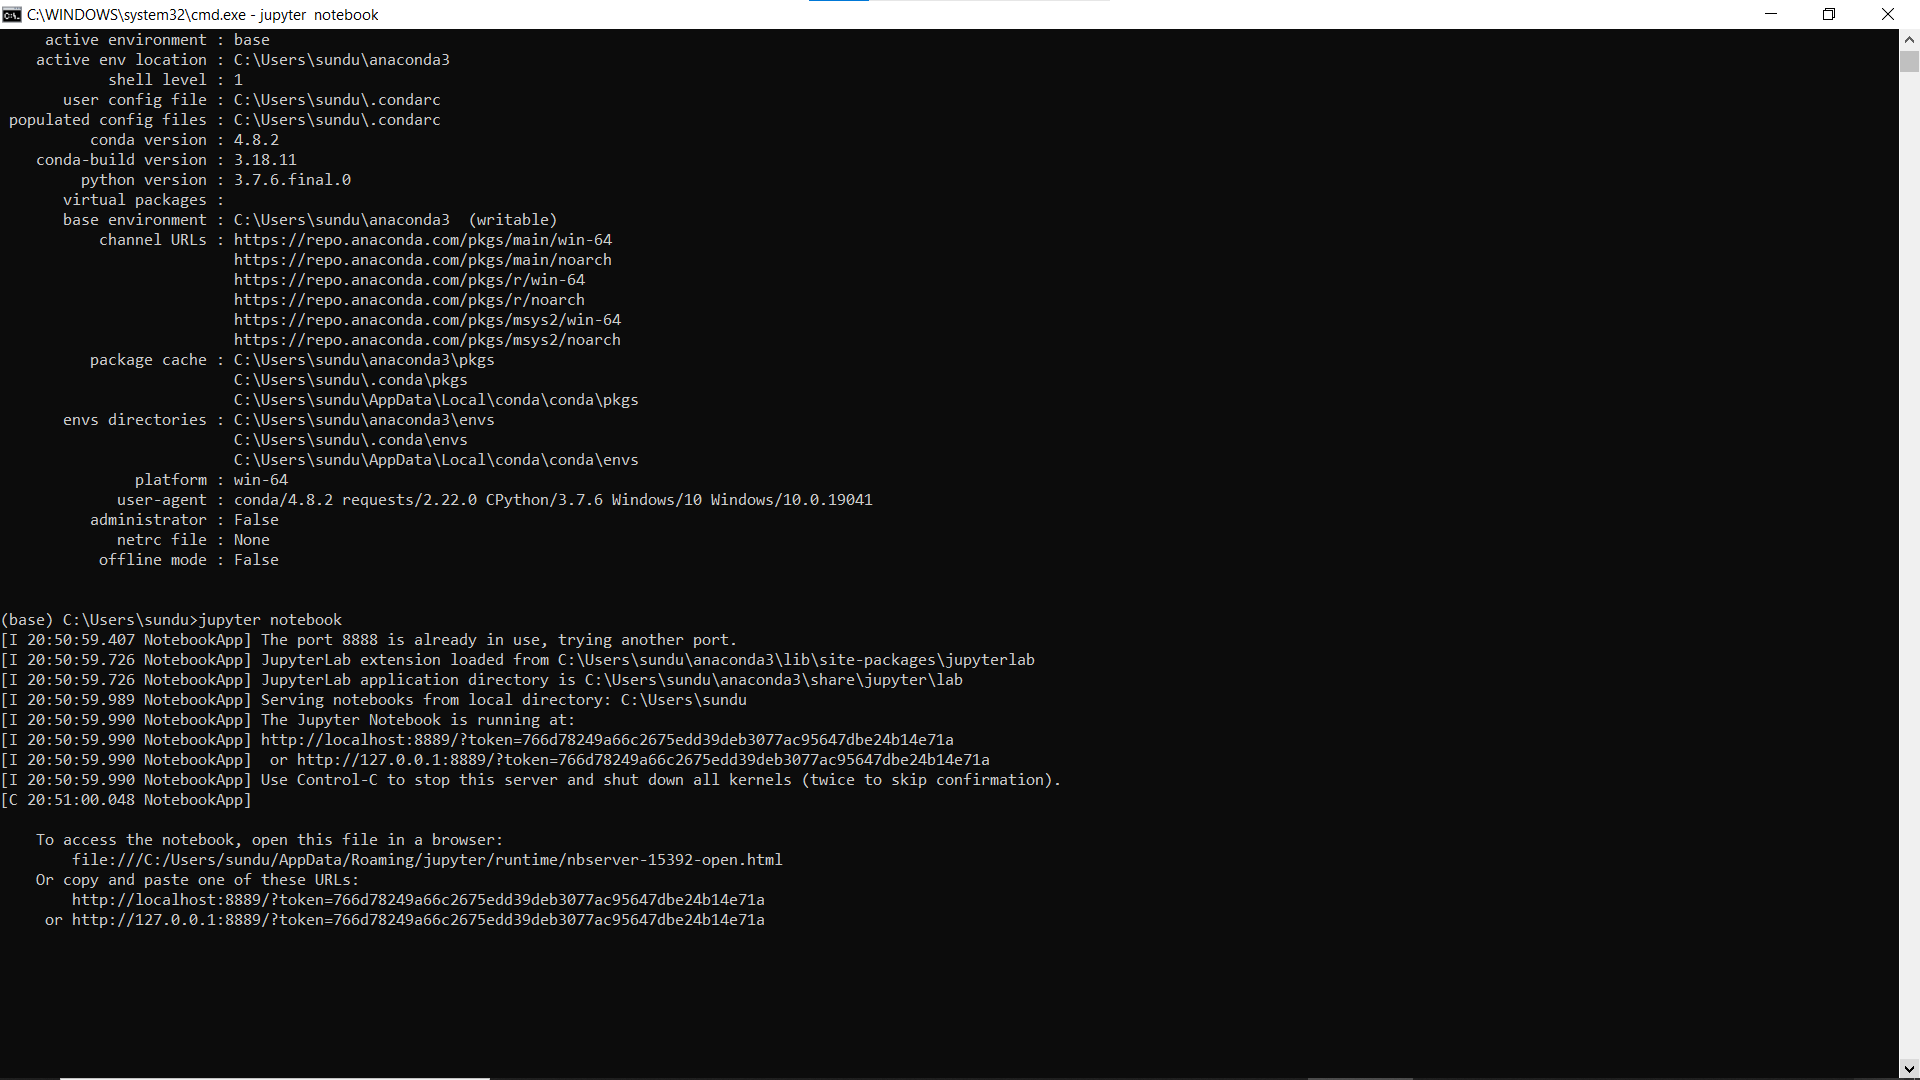 C:\WINDOWS\system32\cmd.exe - jupyter  notebook
active environment : base
active env location : C:\Users\sundu\anaconda3
shell level : 1
user config file : C:\Users\sundu\.condarc
populated config files : C:\Users\sundu\.condarc
conda version : 4.8.2
conda-build version : 3.18.11
python version : 3.7.6.final.0
virtual packages :
base environment : C:\Users\sundu\anaconda3  (writable)
channel URLs : https://repo.anaconda.com/pkgs/main/win-64
https://repo.anaconda.com/pkgs/main/noarch
https://repo.anaconda.com/pkgs/r/win-64
https://repo.anaconda.com/pkgs/r/noarch
https://repo.anaconda.com/pkgs/msys2/win-64
https://repo.anaconda.com/pkgs/msys2/noarch
package cache : C:\Users\sundu\anaconda3\pkgs
C:\Users\sundu\.conda\pkgs
C:\Users\sundu\AppData\Local\conda\conda\pkgs
envs directories : C:\Users\sundu\anaconda3\envs
C:\Users\sundu\.conda\envs
C:\Users\sundu\AppData\Local\conda\conda\envs
platform : win-64
user-agent : conda/4.8.2 requests/2.22.0 CPython/3.7.6 Windows/10 Windows/10.0.19041
administrator : False
netrc file : None
offline mode : False
(base) C:\Users\sundu>jupyter notebook
[I 20:50:59.407 NotebookApp] The port 8888 is already in use, trying another port.
[I 20:50:59.726 NotebookApp] JupyterLab extension loaded from C:\Users\sundu\anaconda3\lib\site-packages\jupyterlab
[I 20:50:59.726 NotebookApp] JupyterLab application directory is C:\Users\sundu\anaconda3\share\jupyter\lab
[I 20:50:59.989 NotebookApp] Serving notebooks from local directory: C:\Users\sundu
[I 20:50:59.990 NotebookApp] The Jupyter Notebook is running at:
[I 20:50:59.990 NotebookApp] http://localhost:8889/?token=766d78249a66c2675edd39deb3077ac95647dbe24b14e71a
[I 20:50:59.990 NotebookApp]  or http://127.0.0.1:8889/?token=766d78249a66c2675edd39deb3077ac95647dbe24b14e71a
[I 20:50:59.990 NotebookApp] Use Control-C to stop this server and shut down all kernels (twice to skip confirmation).
[C 20:51:00.048 NotebookApp]
To access the notebook, open this file in a browser:
file:///C:/Users/sundu/AppData/Roaming/jupyter/runtime/nbserver-15392-open.html
Or copy and paste one of these URLs:
http://localhost:8889/?token=766d78249a66c2675edd39deb3077ac95647dbe24b14e71a
or http://127.0.0.1:8889/?token=766d78249a66c2675edd39deb3077ac95647dbe24b14e71a